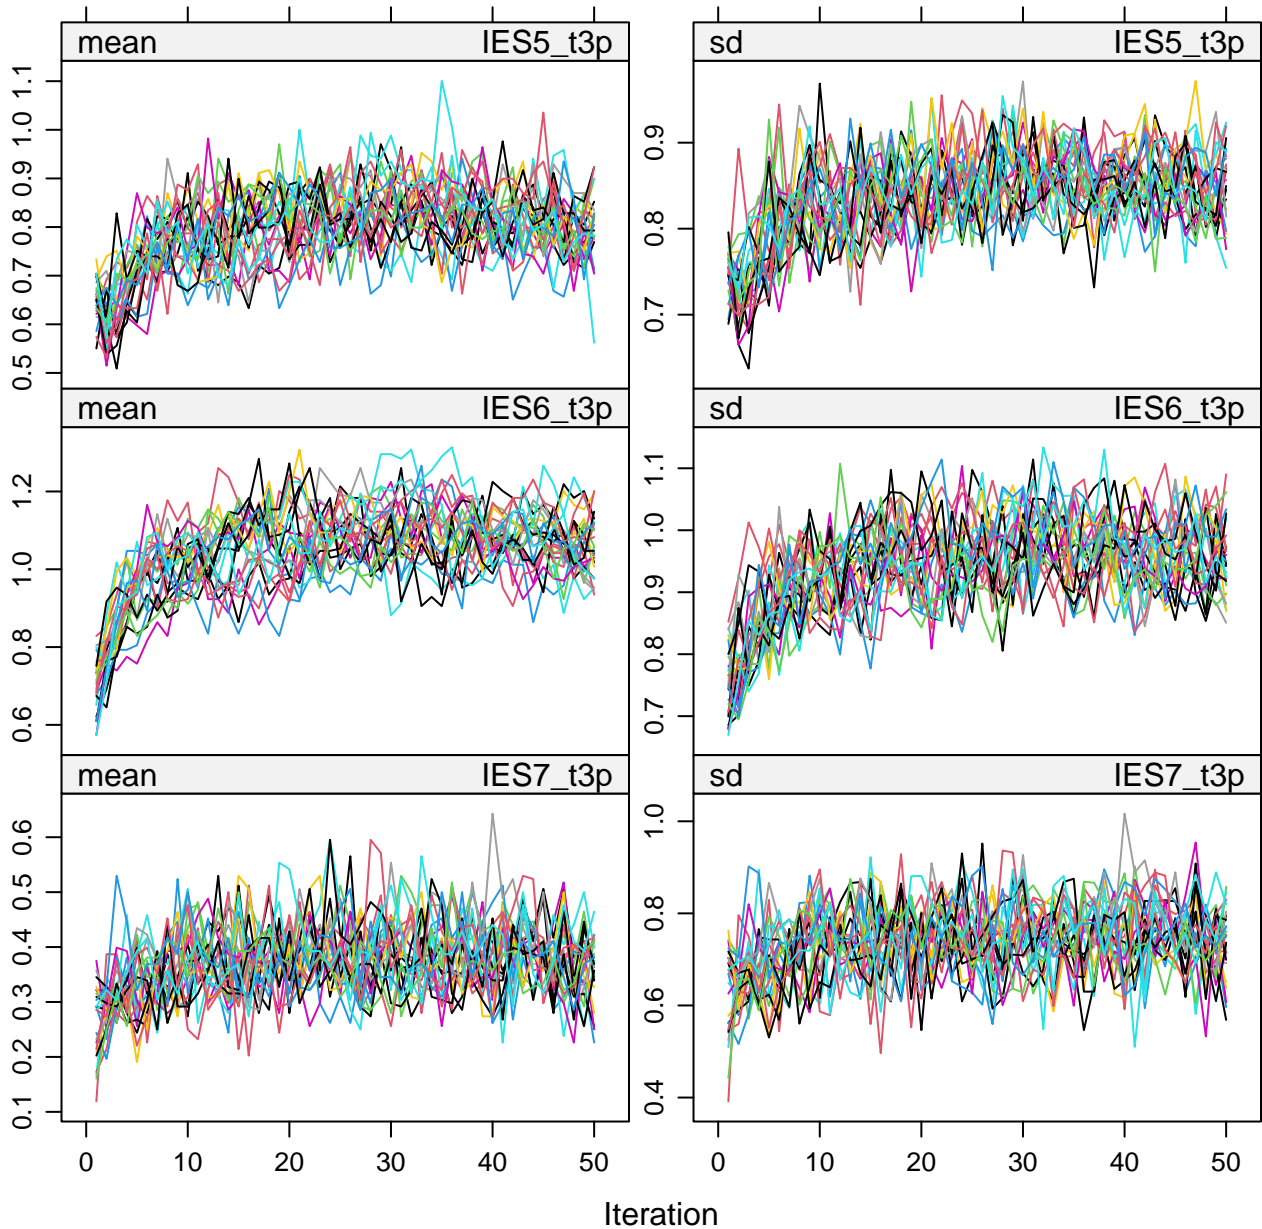 mean IES5_t3p sd IES5_t3p
0.5 0.6 0.7 0.8 0.9 1.0 1.1
0.7 0.8 0.9
mean IES6_t3p sd IES6_t3p
0.6 0.8 1.0 1.2
0.7 0.8 0.9 1.0 1.1
mean IES7_t3p sd IES7_t3p
0.1 0.2 0.3 0.4 0.5 0.6
0.4 0.6 0.8 1.0
0 10 20 30 40 50 0 10 20 30 40 50
Iteration